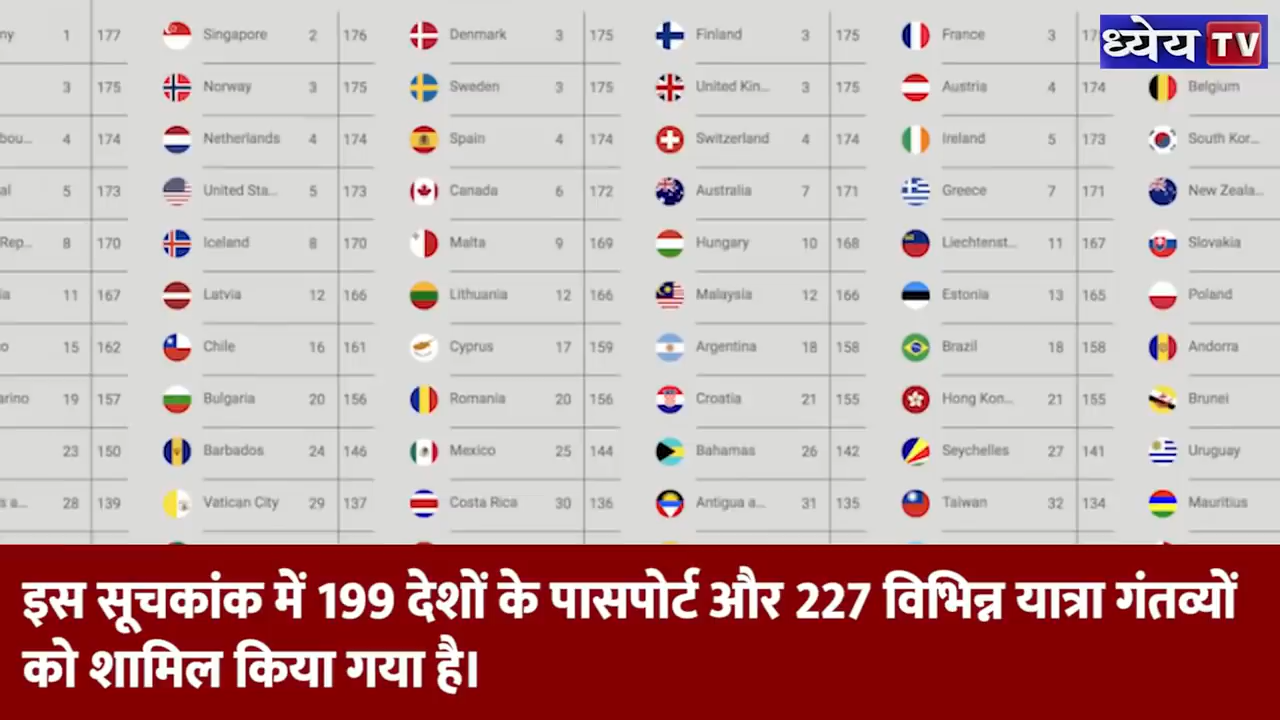 ny 1 177 Singapore 2 176 Denmark 3 175 Finland 3 175 France 3
ध्येय TV
3 175 Norway 3 175 Sweden 3 175 United Kin... 3 175 Austria 4 174 Belgium
bou... 4 174 Netherlands 4 174 Spain 4 174 Switzerland 4 174 Ireland 5 173 South Kor...
al 5 173 United Sta... 5 173 Canada 6 172 Australia 7 171 Greece 7 171 New Zeala...
Rep... 8 170 Iceland 8 170 Malta 9 169 Hungary 10 168 Liechtenst... 11 167 Slovakia
ia 11 167 Latvia 12 166 Lithuania 12 166 Malaysia 12 166 Estonia 13 165 Poland
o 15 162 Chile 16 161 Cyprus 17 159 Argentina 18 158 Brazil 18 158 Andorra
arino 19 157 Bulgaria 20 156 Romania 20 156 Croatia 21 155 Hong Kon... 21 155 Brunei
23 150 Barbados 24 146 Mexico 25 144 Bahamas 26 142 Seychelles 27 141 Uruguay
s a... 28 139 Vatican City 29 137 Costa Rica 30 136 Antigua a... 31 135 Taiwan 32 134 Mauritius
इस सूचकांक में 199 देशों के पासपोर्ट और 227 विभिन्न यात्रा गंतव्यों
को शामिल किया गया है।